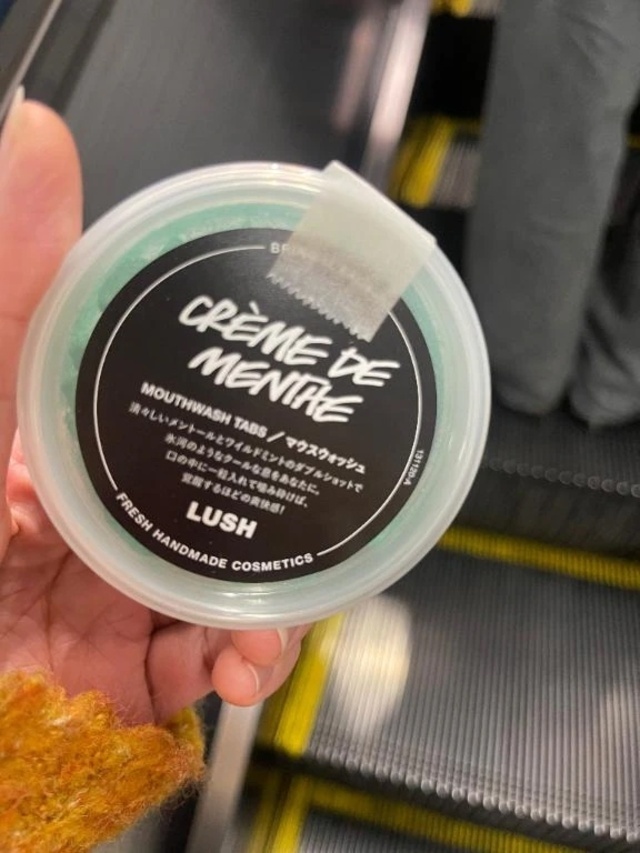 CRÈME DE
MENTHE
MOUTHWASH TABS / マウスウォッシュ
清々しいメントールとワイルドミントのダブルショットで
氷河のようなクールな息をあなたに。
口の中に一粒入れて噛み砕けば、
覚醒するほどの爽快感!
LUSH
FRESH HANDMADE COSMETICS
131120-A